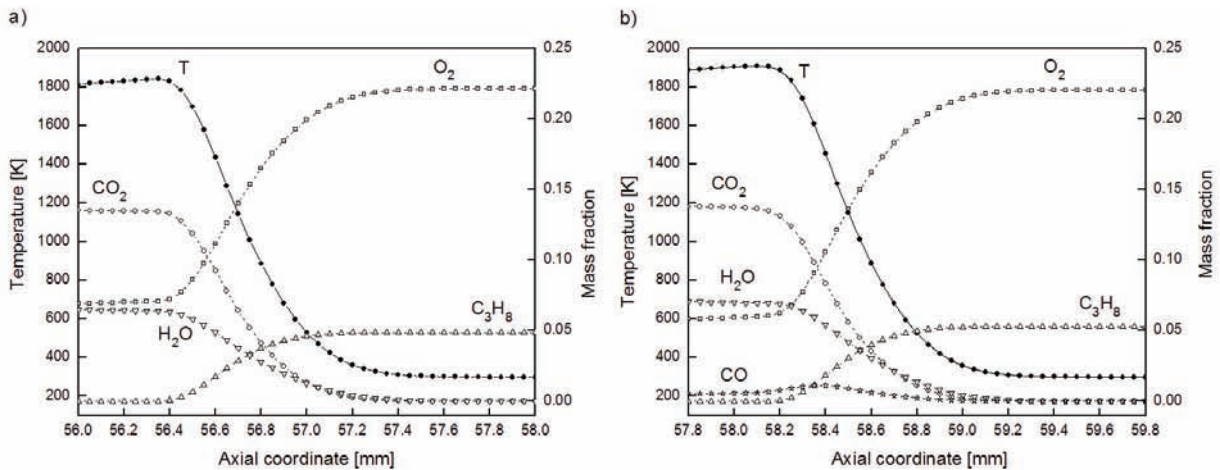 a)
2000
1800
1600
1400
1200
1000
800
600
400
200
Temperature [K]
T
O2
CO2
H2O
C3H8
0.25
0.20
0.15
0.10
0.05
0.00
Mass fraction
56.0 56.2 56.4 56.6 56.8 57.0 57.2 57.4 57.6 57.8 58.0
Axial coordinate [mm]
b)
2000
1800
1600
1400
1200
1000
800
600
400
200
Temperature [K]
T
O2
CO2
H2O
C3H8
CO
0.25
0.20
0.15
0.10
0.05
0.00
Mass fraction
57.8 58.0 58.2 58.4 58.6 58.8 59.0 59.2 59.4 59.6 59.8
Axial coordinate [mm]